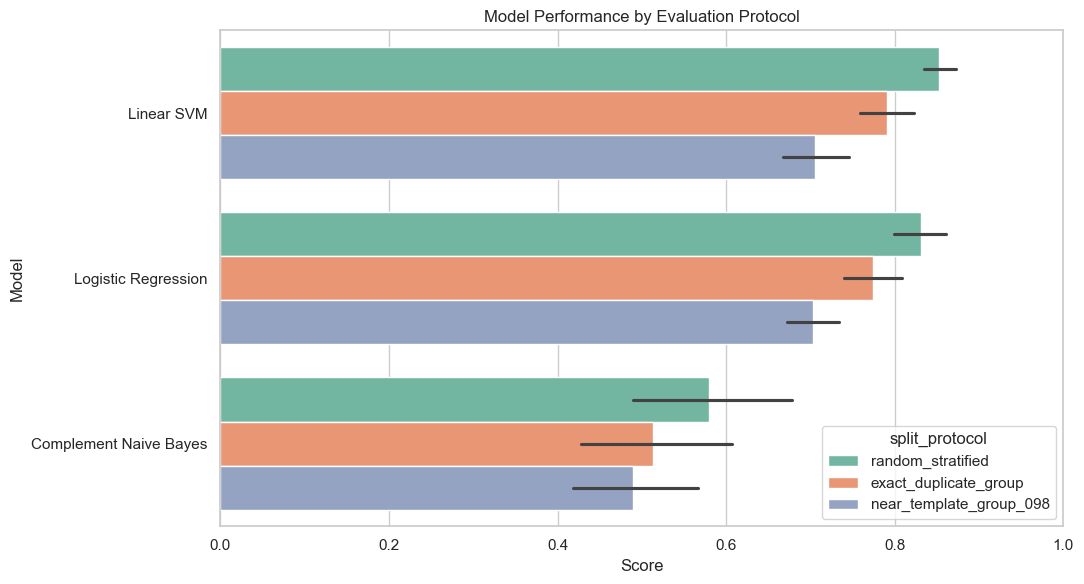 Model Performance by Evaluation Protocol
Model
Linear SVM
Logistic Regression
Complement Naive Bayes
split_protocol
random_stratified
exact_duplicate_group
near_template_group_098
0.0 0.2 0.4 0.6 0.8 1.0
Score